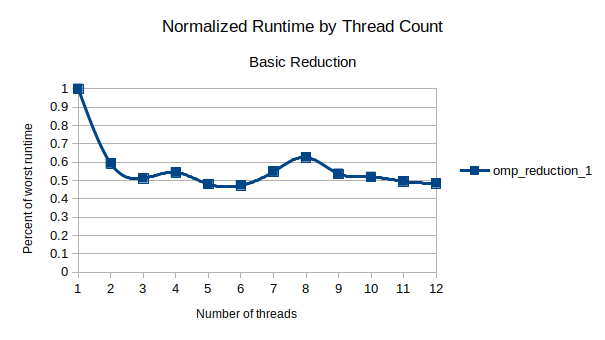 Normalized Runtime by Thread Count
Basic Reduction
Percent of worst runtime
1
0.9
0.8
0.7
0.6
0.5
0.4
0.3
0.2
0.1
0
1 2 3 4 5 6 7 8 9 10 11 12
Number of threads
omp_reduction_1